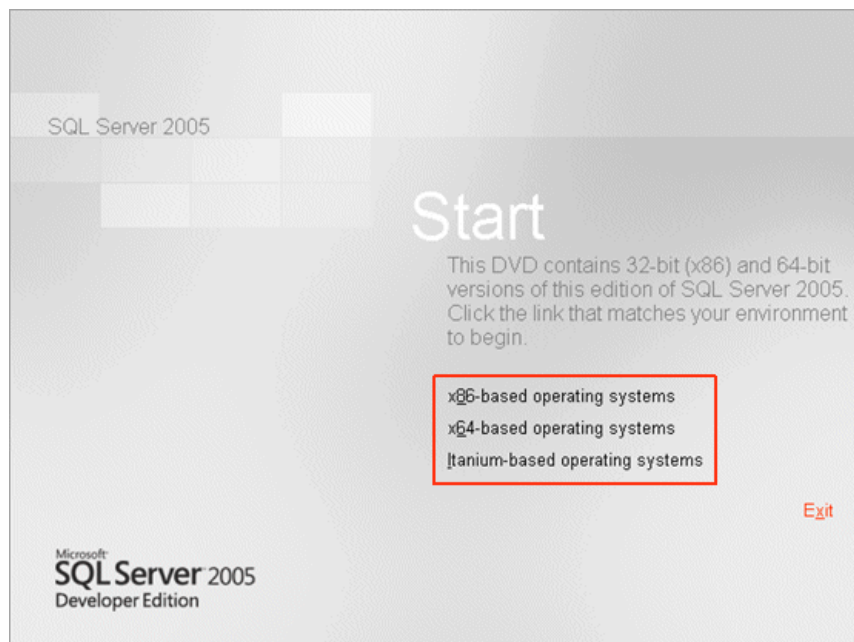 SQL Server 2005
Start
This DVD contains 32-bit (x86) and 64-bit
versions of this edition of SQL Server 2005.
Click the link that matches your environment
to begin.
x86-based operating systems
x64-based operating systems
Itanium-based operating systems
Exit
Microsoft
SQL Server 2005
Developer Edition